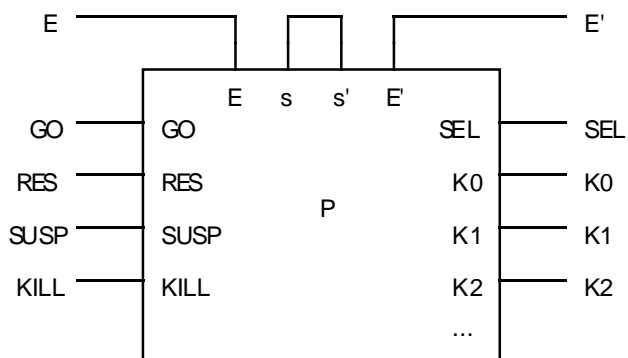 E E'
E s s' E'
GO GO SEL SEL
RES RES K0 K0
P
SUSP SUSP K1 K1
KILL KILL K2 K2
...